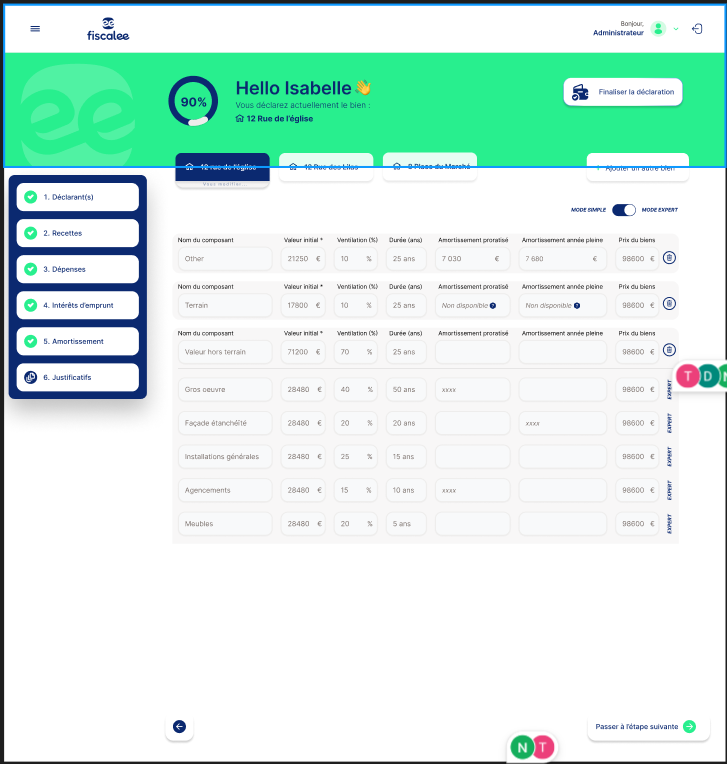 Bonjour,
Administrateur
fiscalee
90%
Hello Isabelle 👋
Vous déclarez actuellement le bien :
12 Rue de l'église
Finaliser la déclaration
12 rue de l'église
12 Rue des Lilas
2 Place du Marché
+ Ajouter un autre bien
Vous modifiez...
1. Déclarant(s)
2. Recettes
3. Dépenses
4. Intérêts d'emprunt
5. Amortissement
6. Justificatifs
MODE SIMPLE MODE EXPERT
Nom du composant Valeur initial * Ventilation (%) Durée (ans) Amortissement proratisé Amortissement année pleine Prix du biens
Other 21250 € 10 % 25 ans 7 030 € 7 680 € 98600 €
Nom du composant Valeur initial * Ventilation (%) Durée (ans) Amortissement proratisé Amortissement année pleine Prix du biens
Terrain 17800 € 10 % 25 ans Non disponible ? Non disponible ? 98600 €
Nom du composant Valeur initial * Ventilation (%) Durée (ans) Amortissement proratisé Amortissement année pleine Prix du biens
Valeur hors terrain 71200 € 70 % 25 ans 98600 €
Gros oeuvre 28480 € 40 % 50 ans xxxx 98600 € EXPERT
Façade étanchéité 28480 € 20 % 20 ans xxxx 98600 € EXPERT
Installations générales 28480 € 25 % 15 ans 98600 € EXPERT
Agencements 28480 € 15 % 10 ans xxxx 98600 € EXPERT
Meubles 28480 € 20 % 5 ans 98600 € EXPERT
T D N
Passer à l'étape suivante
N T